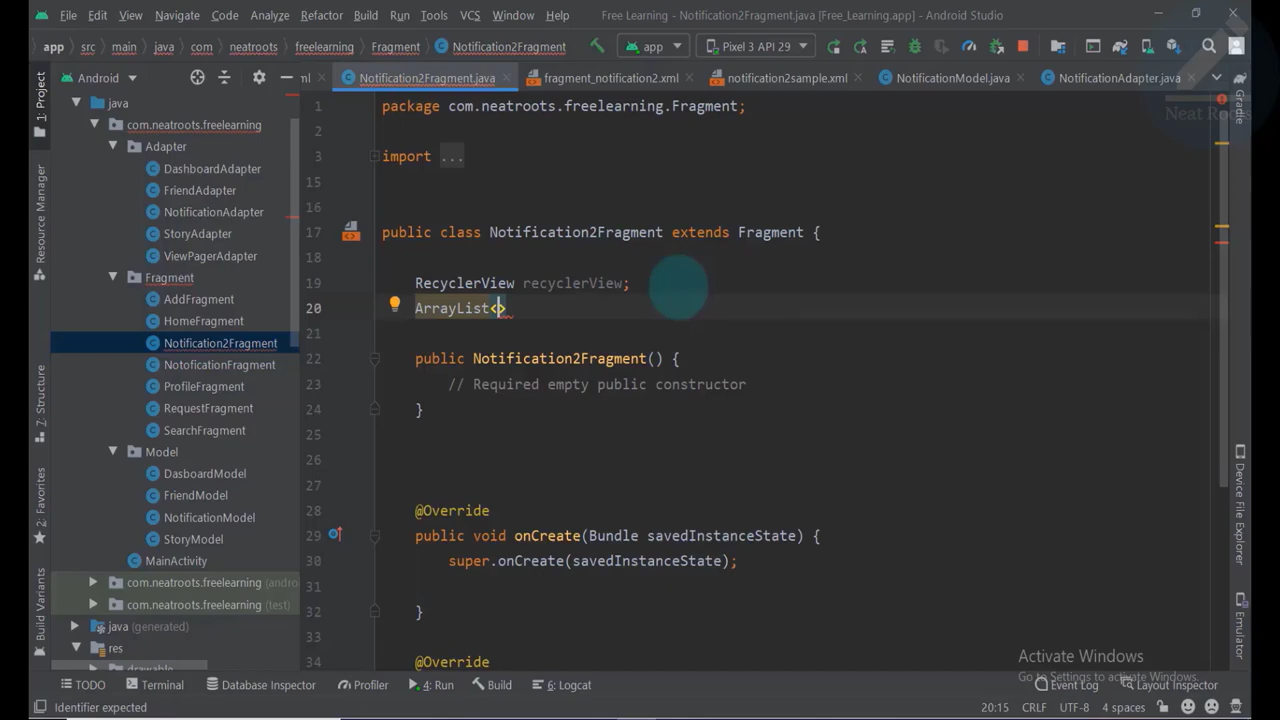 File Edit View Navigate Code Analyze Refactor Build Run Tools VCS Window Help Free Learning - Notification2Fragment.java [Free_Learning.app] - Android Studio
app src main java com neatroots freelearning Fragment Notification2Fragment app Pixel 3 API 29
Android ml Notification2Fragment.java fragment_notification2.xml notification2sample.xml NotificationModel.java NotificationAdapter.java
1: Project
Resource Manager
Z: Structure
2: Favorites
Build Variants
java
com.neatroots.freelearning
Adapter
DashboardAdapter
FriendAdapter
NotificationAdapter
StoryAdapter
ViewPagerAdapter
Fragment
AddFragment
HomeFragment
Notification2Fragment
NotoficationFragment
ProfileFragment
RequestFragment
SearchFragment
Model
DasboardModel
FriendModel
NotificationModel
StoryModel
MainActivity
com.neatroots.freelearning (andro
com.neatroots.freelearning (test)
java (generated)
res
drawable
1 package com.neatroots.freelearning.Fragment;
2
3 import ...
15
16
17 public class Notification2Fragment extends Fragment {
19 RecyclerView recyclerView;
20 ArrayList<>
21
22 public Notification2Fragment() {
23 // Required empty public constructor
24 }
25
26
27
28 @Override
29 public void onCreate(Bundle savedInstanceState) {
30 super.onCreate(savedInstanceState);
31
32 }
33
34 @Override
Neat Roots
Gradle
Device File Explorer
Emulator
Activate Windows
Go to Settings to activate Windows.
TODO Terminal Database Inspector Profiler 4: Run Build 6: Logcat Event Log Layout Inspector
Identifier expected 20:15 CRLF UTF-8 4 spaces